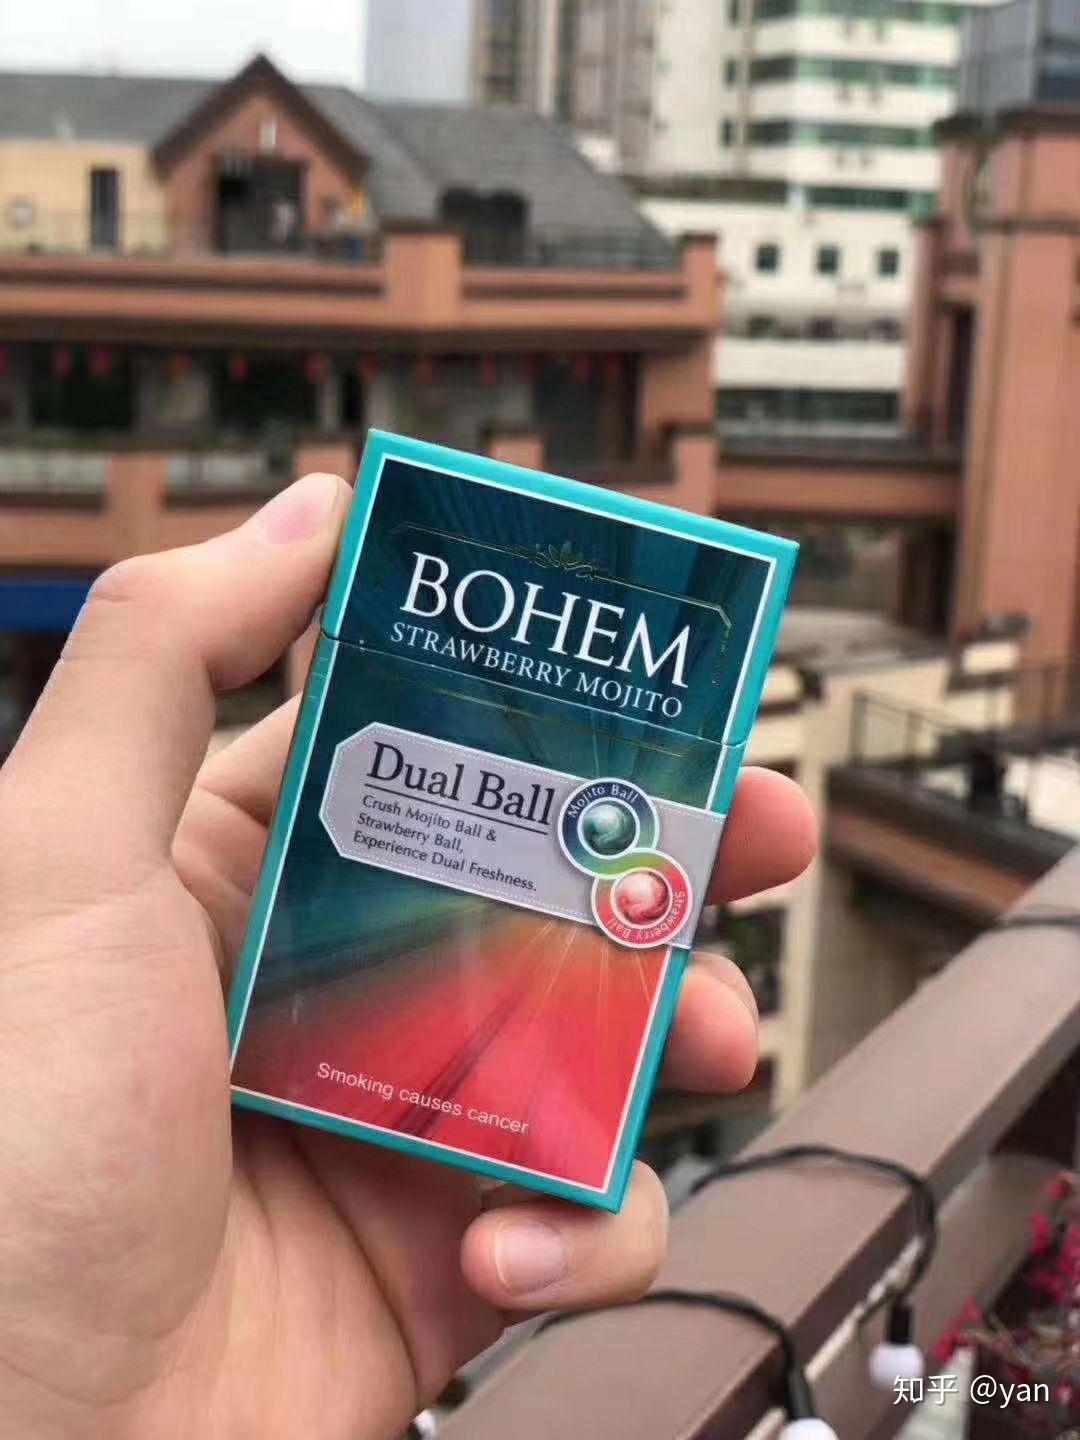 BOHEM
STRAWBERRY MOJITO
Dual Ball
Crush Mojito Ball &
Strawberry Ball,
Experience Dual Freshness.
Mojito Ball
Strawberry Ball
Smoking causes cancer
知乎 @yan